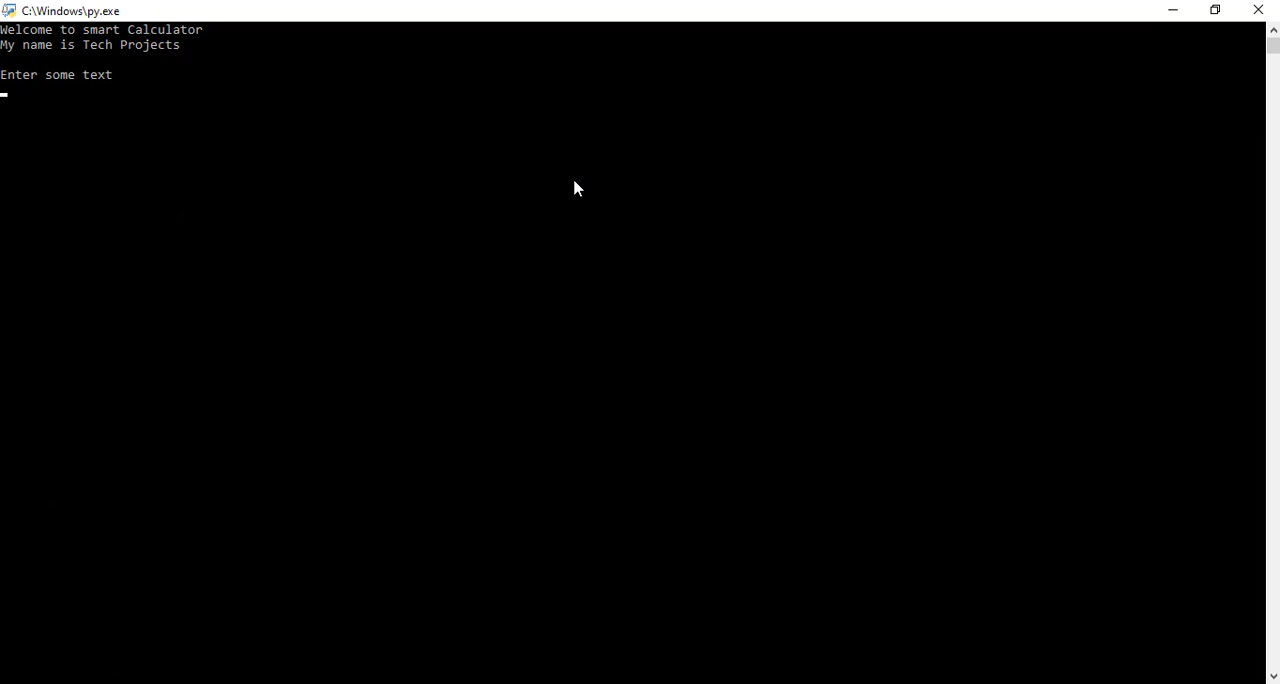 C:\Windows\py.exe
Welcome to smart Calculator
My name is Tech Projects
Enter some text